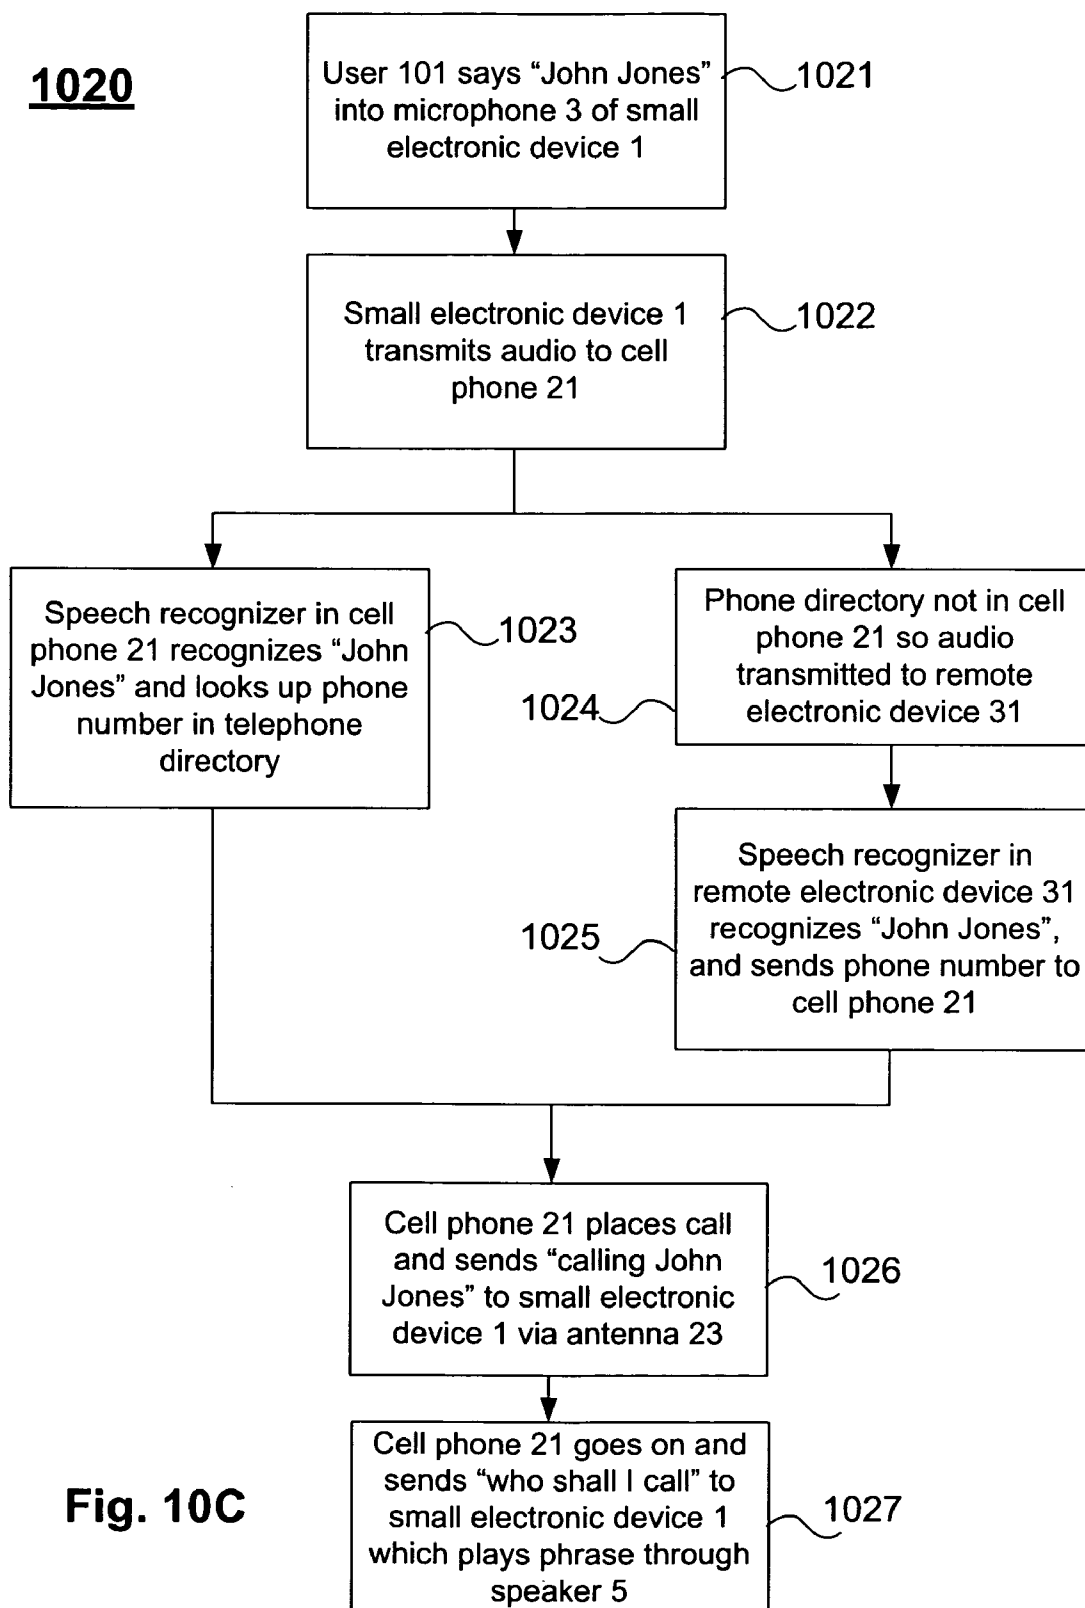 1020
User 101 says “John Jones”
into microphone 3 of small
electronic device 1
1021
Small electronic device 1
transmits audio to cell
phone 21
1022
Speech recognizer in cell
phone 21 recognizes “John
Jones” and looks up phone
number in telephone
directory
1023
Phone directory not in cell
phone 21 so audio
transmitted to remote
electronic device 31
1024
Speech recognizer in
remote electronic device 31
recognizes “John Jones”,
and sends phone number to
cell phone 21
1025
Cell phone 21 places call
and sends “calling John
Jones” to small electronic
device 1 via antenna 23
1026
Cell phone 21 goes on and
sends “who shall I call” to
small electronic device 1
which plays phrase through
speaker 5
1027
Fig. 10C